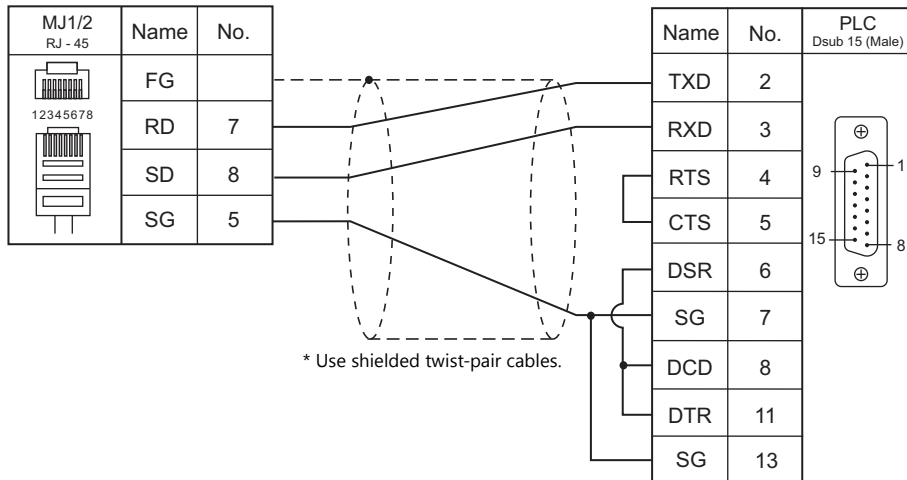 MJ1/2 Name No.
RJ - 45
FG
12345678
RD 7
SD 8
SG 5
* Use shielded twist-pair cables.
Name No. PLC
Dsub 15 (Male)
TXD 2
RXD 3
RTS 4
CTS 5
DSR 6
SG 7
DCD 8
DTR 11
SG 13
9 1
15 8